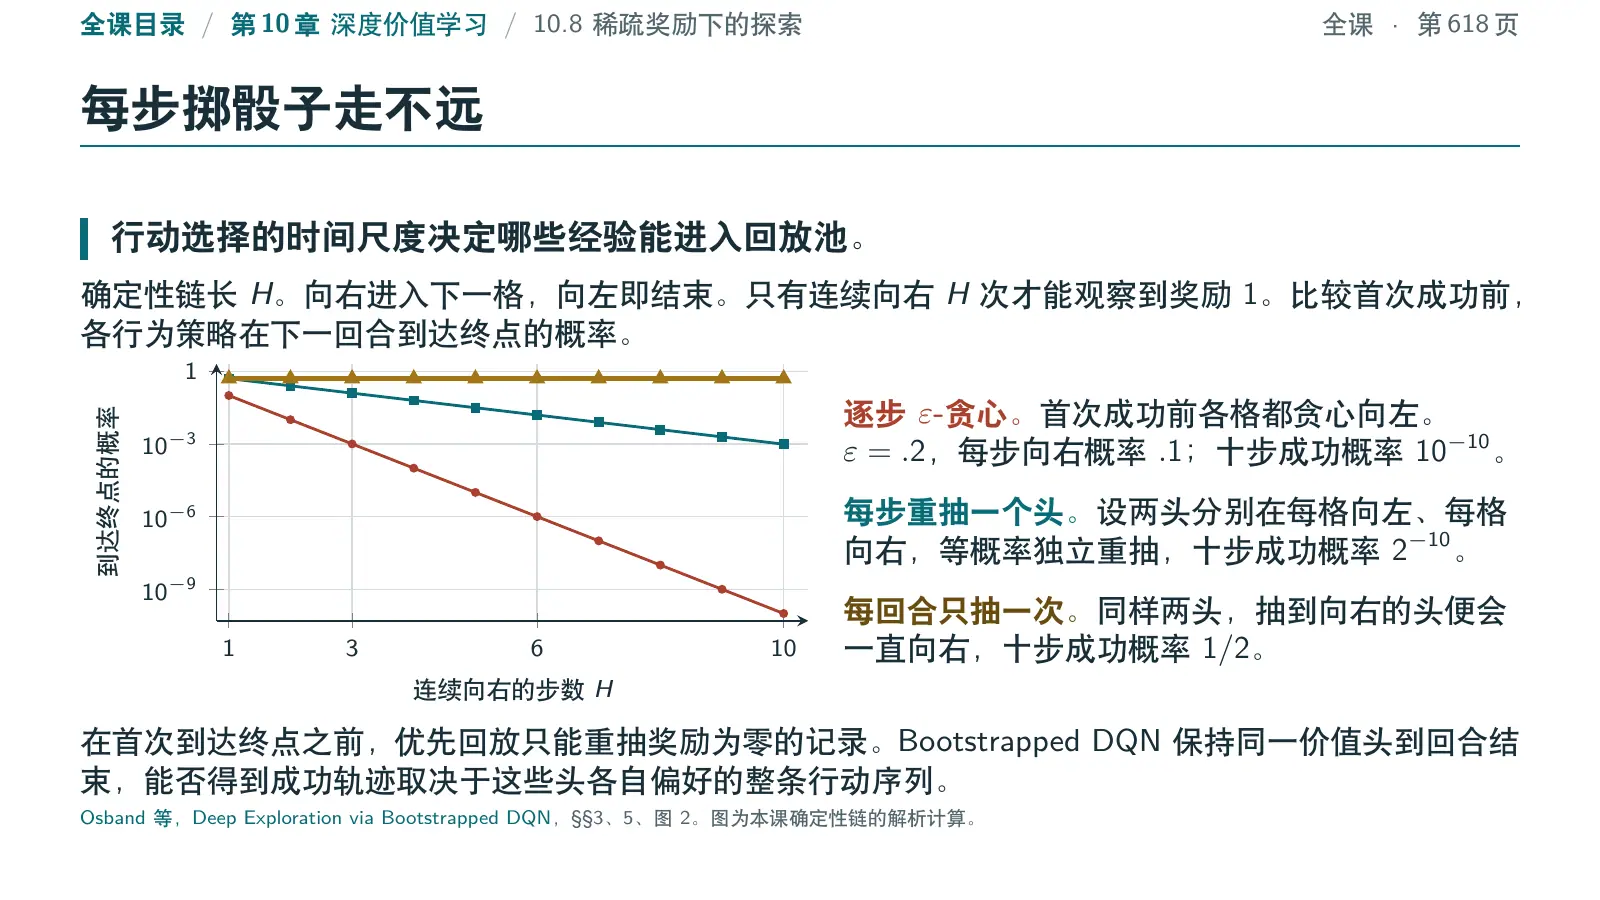 全课目录 / 第 10 章 深度价值学习 / 10.8 稀疏奖励下的探索
全课 · 第 618 页
每步掷骰子走不远
行动选择的时间尺度决定哪些经验能进入回放池。
确定性链长 H。向右进入下一格，向左即结束。只有连续向右 H 次才能观察到奖励 1。比较首次成功前，
各行为策略在下一回合到达终点的概率。
到达终点的概率
1
10⁻³
10⁻⁶
10⁻⁹
1 3 6 10
连续向右的步数 H
逐步 ε-贪心。首次成功前各格都贪心向左。
ε = .2，每步向右概率 .1；十步成功概率 10⁻¹⁰。
每步重抽一个头。设两头分别在每格向左、每格
向右，等概率独立重抽，十步成功概率 2⁻¹⁰。
每回合只抽一次。同样两头，抽到向右的头便会
一直向右，十步成功概率 1/2。
在首次到达终点之前，优先回放只能重抽奖励为零的记录。Bootstrapped DQN 保持同一价值头到回合结
束，能否得到成功轨迹取决于这些头各自偏好的整条行动序列。
Osband 等，Deep Exploration via Bootstrapped DQN，§§3、5、图 2。图为本课确定性链的解析计算。